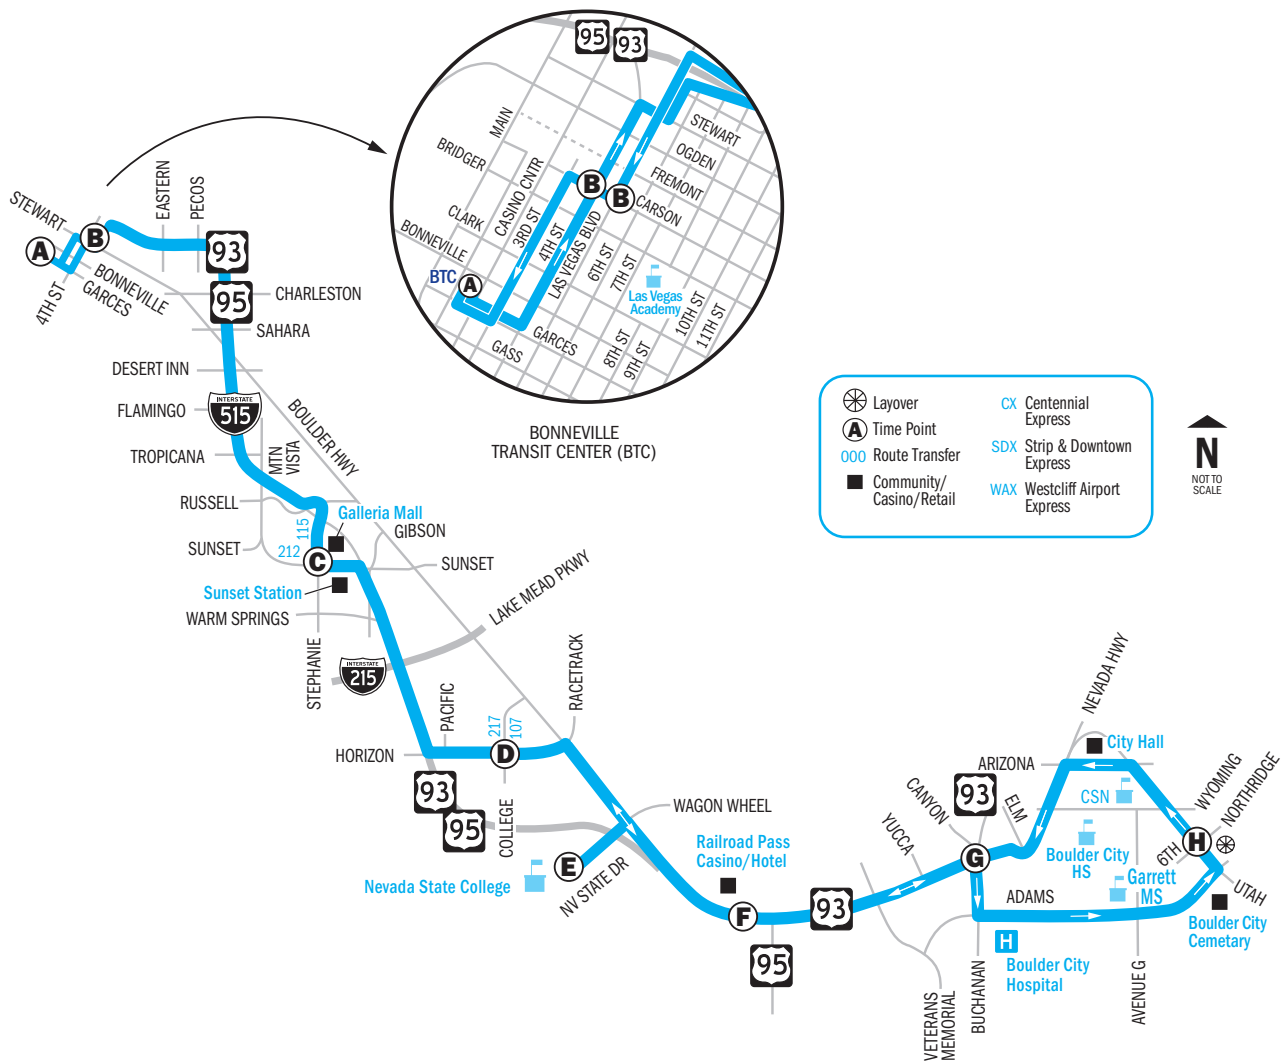 95
93
MAIN
BRIDGER
CASINO CNTR
CLARK
BONNEVILLE
3RD ST
4TH ST
LAS VEGAS BLVD
STEWART
OGDEN
FREMONT
CARSON
B
B
6TH ST
7TH ST
BTC
A
Las Vegas
Academy
10TH ST
11TH ST
8TH ST
9TH ST
GARCES
GASS
BONNEVILLE
TRANSIT CENTER (BTC)
STEWART
A
B
EASTERN
PECOS
93
95
4TH ST
BONNEVILLE
GARCES
CHARLESTON
SAHARA
DESERT INN
FLAMINGO
INTERSTATE
515
BOULDER HWY
TROPICANA
MTN
VISTA
RUSSELL
115
Galleria Mall
GIBSON
SUNSET
212
C
SUNSET
Sunset Station
WARM SPRINGS
LAKE MEAD PKWY
STEPHANIE
INTERSTATE
215
PACIFIC
217
107
RACETRACK
HORIZON
D
93
95
COLLEGE
WAGON WHEEL
Nevada State College
E
NV STATE DR
Railroad Pass
Casino/Hotel
F
93
95
Layover
A Time Point
000 Route Transfer
Community/
Casino/Retail
CX Centennial
Express
SDX Strip & Downtown
Express
WAX Westcliff Airport
Express
N
NOT TO
SCALE
NEVADA HWY
City Hall
ARIZONA
CSN
WYOMING
NORTHRIDGE
93
CANYON
ELM
YUCCA
G
Boulder City
HS
Garrett
MS
6TH
H
UTAH
ADAMS
Boulder City
Cemetary
H
Boulder City
Hospital
VETERANS
MEMORIAL
BUCHANAN
AVENUE G